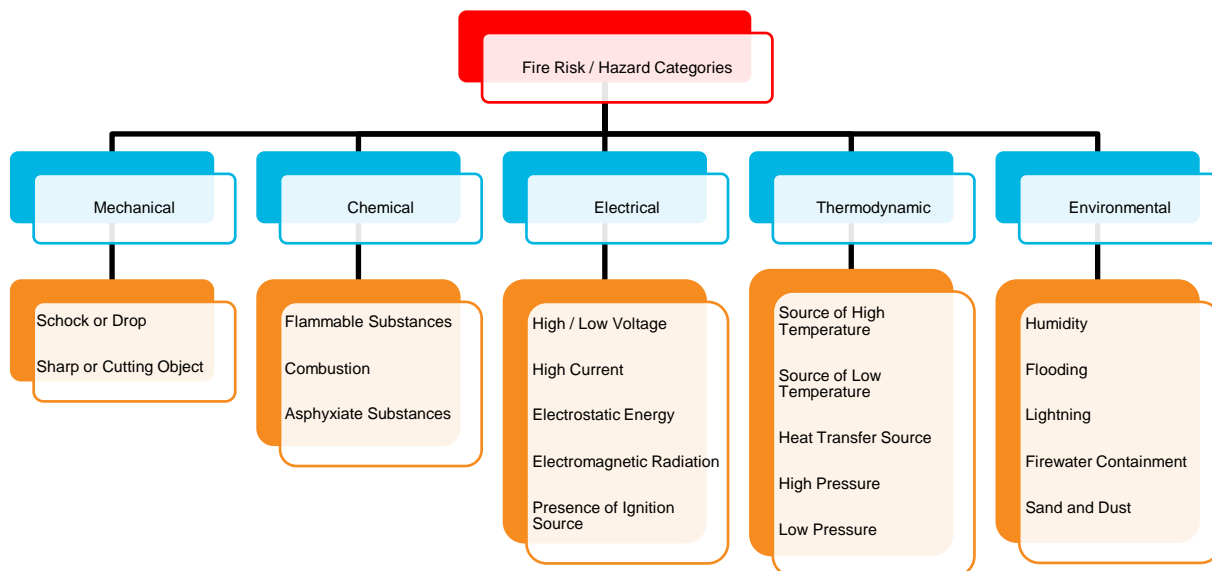 Fire Risk / Hazard Categories
Mechanical
Chemical
Electrical
Thermodynamic
Environmental
Schock or Drop
Sharp or Cutting Object
Flammable Substances
Combustion
Asphyxiate Substances
High / Low Voltage
High Current
Electrostatic Energy
Electromagnetic Radiation
Presence of Ignition
Source
Source of High
Temperature
Source of Low
Temperature
Heat Transfer Source
High Pressure
Low Pressure
Humidity
Flooding
Lightning
Firewater Containment
Sand and Dust